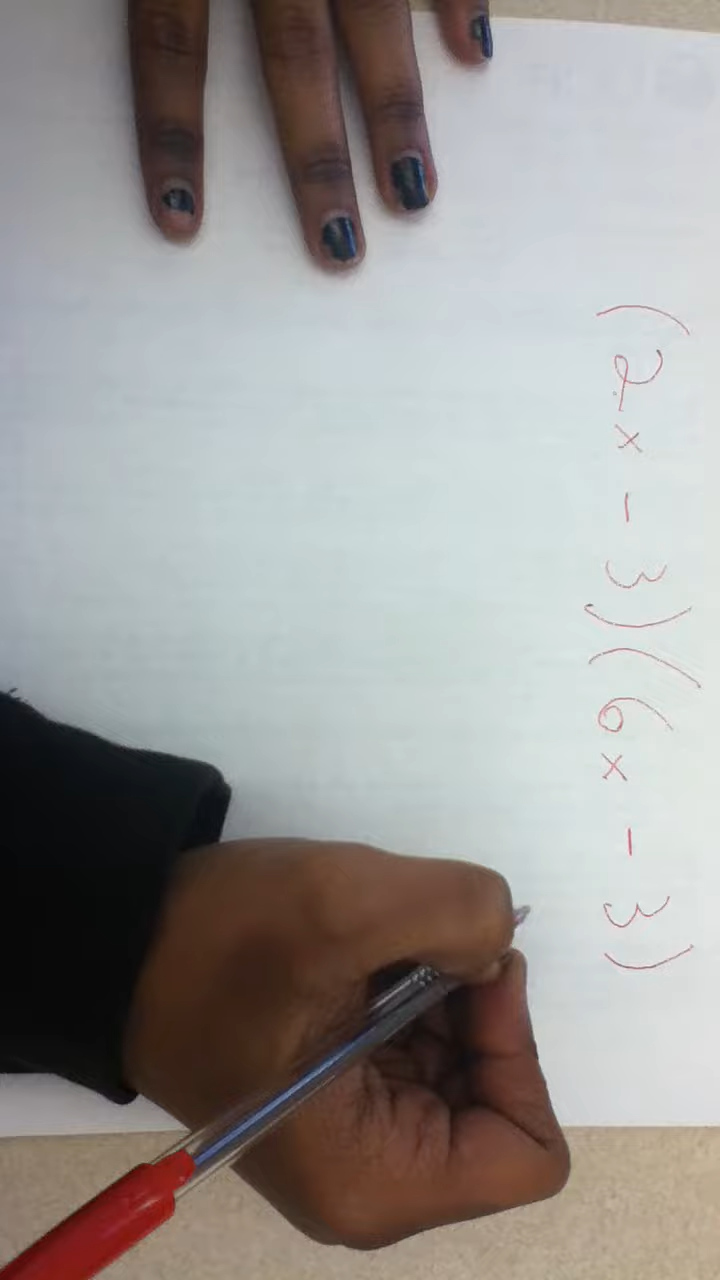 (2x - 3)(6x - 3)